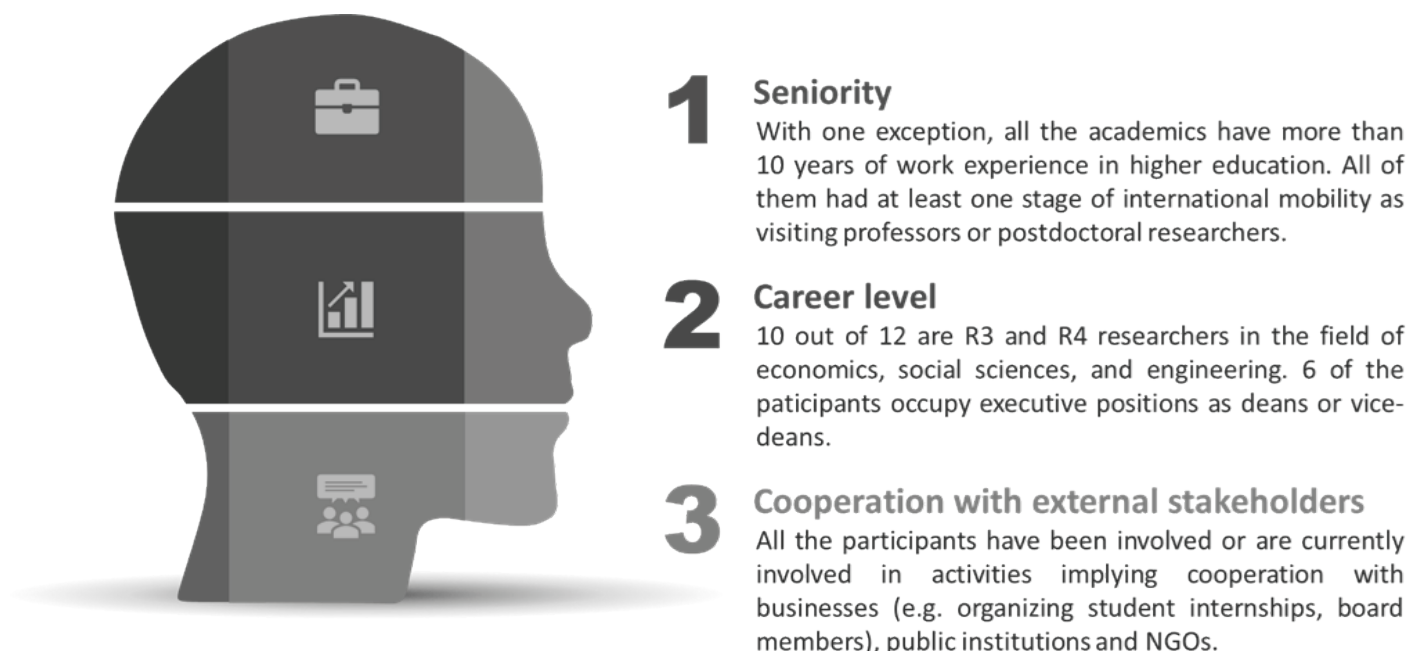 1
Seniority
With one exception, all the academics have more than
10 years of work experience in higher education. All of
them had at least one stage of international mobility as
visiting professors or postdoctoral researchers.
2
Career level
10 out of 12 are R3 and R4 researchers in the field of
economics, social sciences, and engineering. 6 of the
paticipants occupy executive positions as deans or vice-
deans.
3
Cooperation with external stakeholders
All the participants have been involved or are currently
involved in activities implying cooperation with
businesses (e.g. organizing student internships, board
members), public institutions and NGOs.